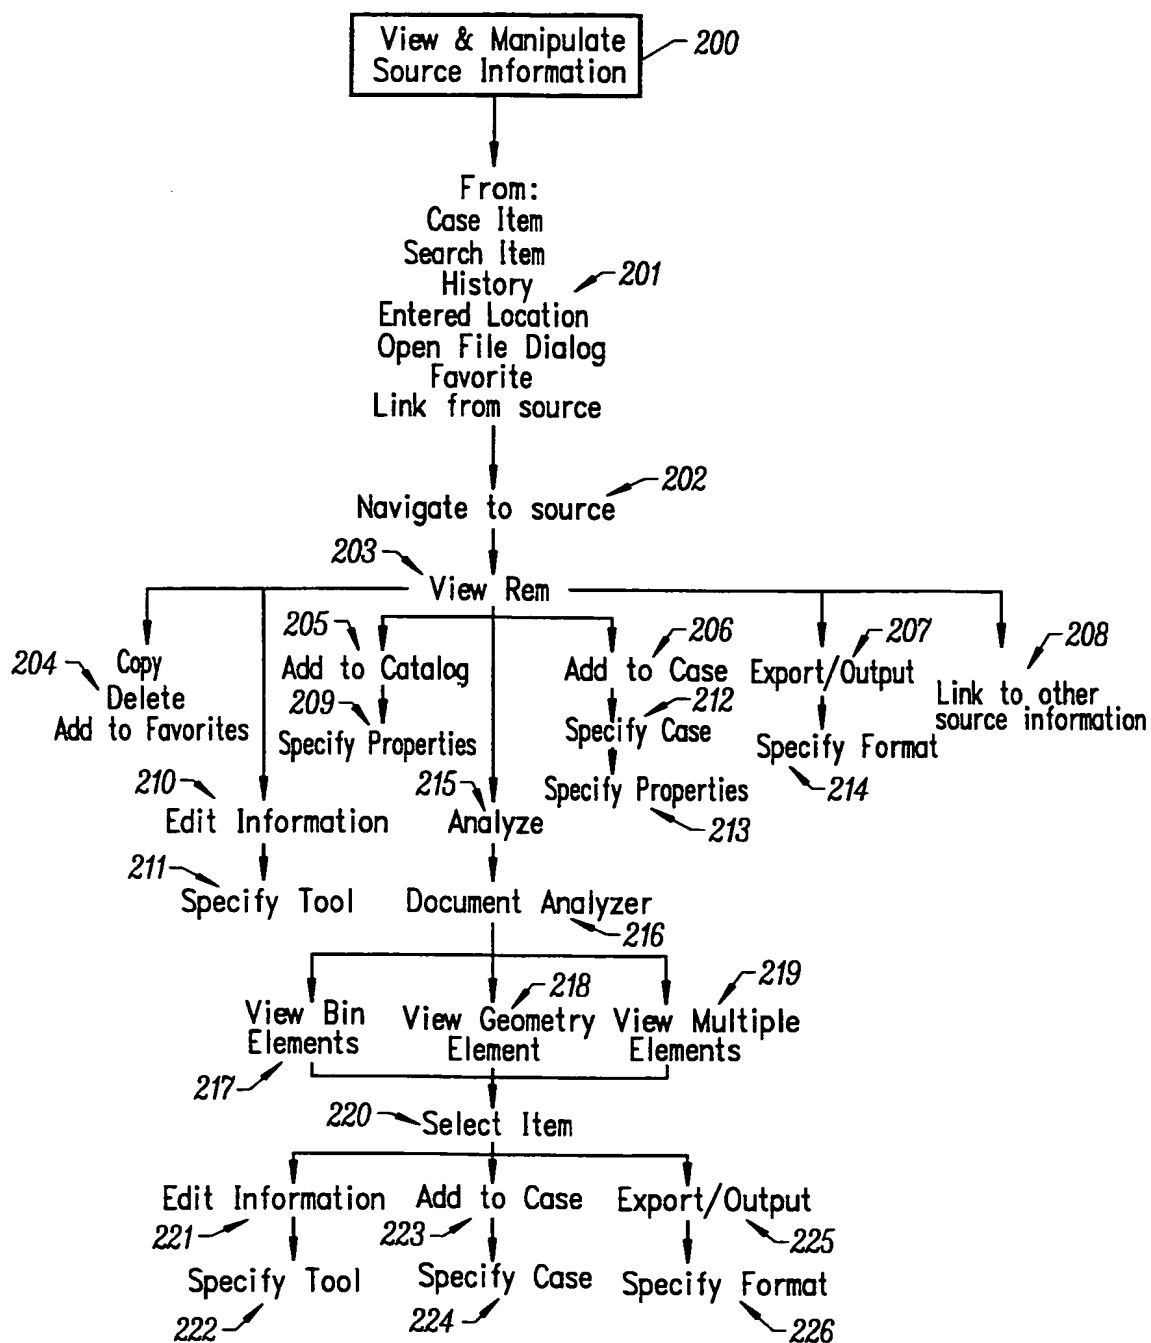 View & Manipulate
Source Information
200
From:
Case Item
Search Item
History
201
Entered Location
Open File Dialog
Favorite
Link from source
202
Navigate to source
203
View Rem
204
Copy
Delete
Add to Favorites
205
Add to Catalog
209
Specify Properties
206
Add to Case
212
Specify Case
Specify Properties
213
207
Export/Output
Specify Format
214
208
Link to other
source information
210
Edit Information
211
Specify Tool
215
Analyze
Document Analyzer
216
View Bin
Elements
217
218
View Geometry
Element
219
View Multiple
Elements
220
Select Item
Edit Information
221
Specify Tool
222
Add to Case
223
Specify Case
224
Export/Output
225
Specify Format
226